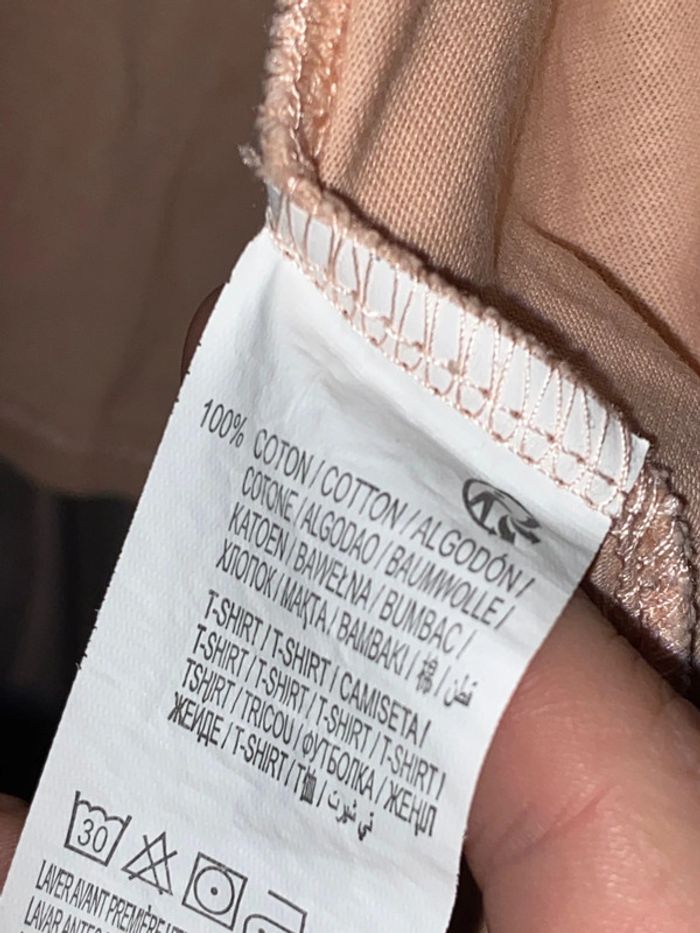 100% COTON / COTTON / ALGODÓN /
COTONE / ALGODAO / BAUMWOLLE /
KATOEN / BAWEŁNA / BUMBAC /
ХЛОПОК / МАҚТА / BAMBAKI / 棉 / قطن
T-SHIRT / T-SHIRT / CAMISETA /
T-SHIRT / T-SHIRT / T-SHIRT / T-SHIRT /
TSHIRT / TRICOU / ФУТБОЛКА / ЖЕҢІЛ
ЖЕЙДЕ / T-SHIRT / T恤 / تي شيرت
30
LAVER AVANT PREMIÈRE
LAVAR